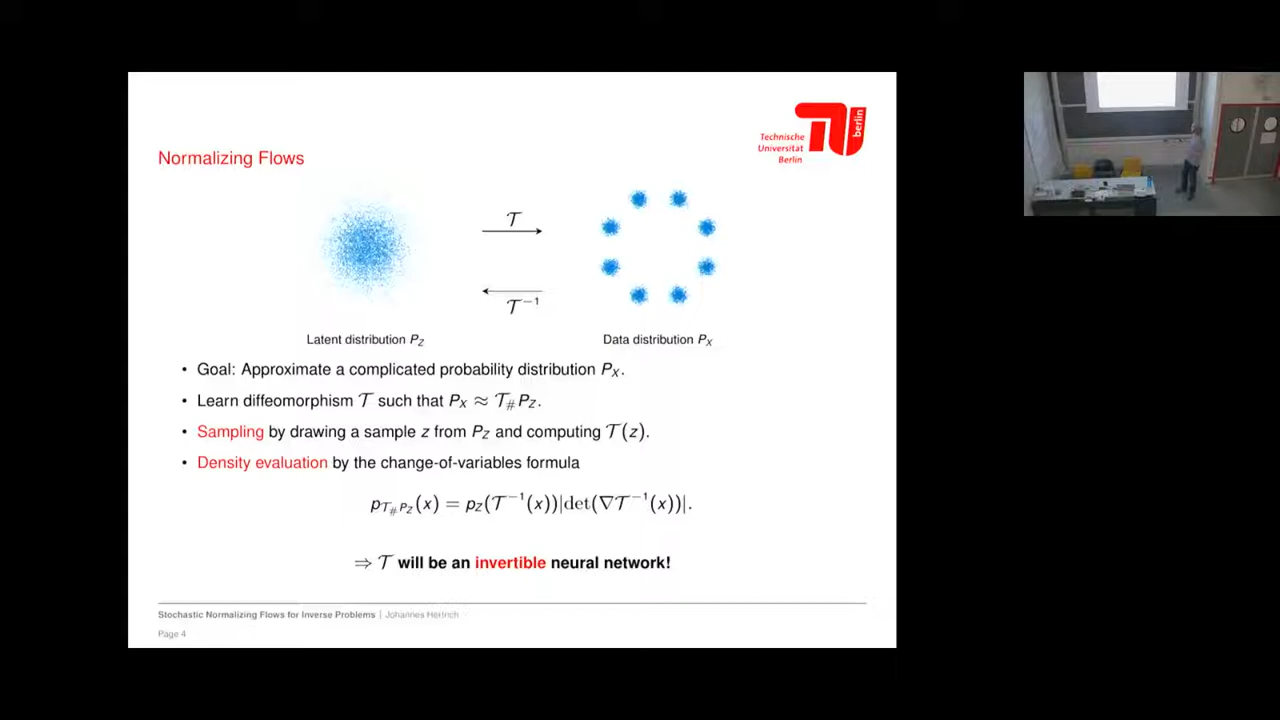 Technische
Universität
Berlin
berlin
Normalizing Flows
𝒯
𝒯⁻¹
Latent distribution P_Z
Data distribution P_X
• Goal: Approximate a complicated probability distribution P_X.
• Learn diffeomorphism 𝒯 such that P_X ≈ 𝒯_#P_Z.
• Sampling by drawing a sample z from P_Z and computing 𝒯(z).
• Density evaluation by the change-of-variables formula
p_{𝒯_#P_Z}(x) = p_Z(𝒯⁻¹(x))|det(∇𝒯⁻¹(x))|.
⇒ 𝒯 will be an invertible neural network!
Stochastic Normalizing Flows for Inverse Problems | Johannes Hertrich
Page 4